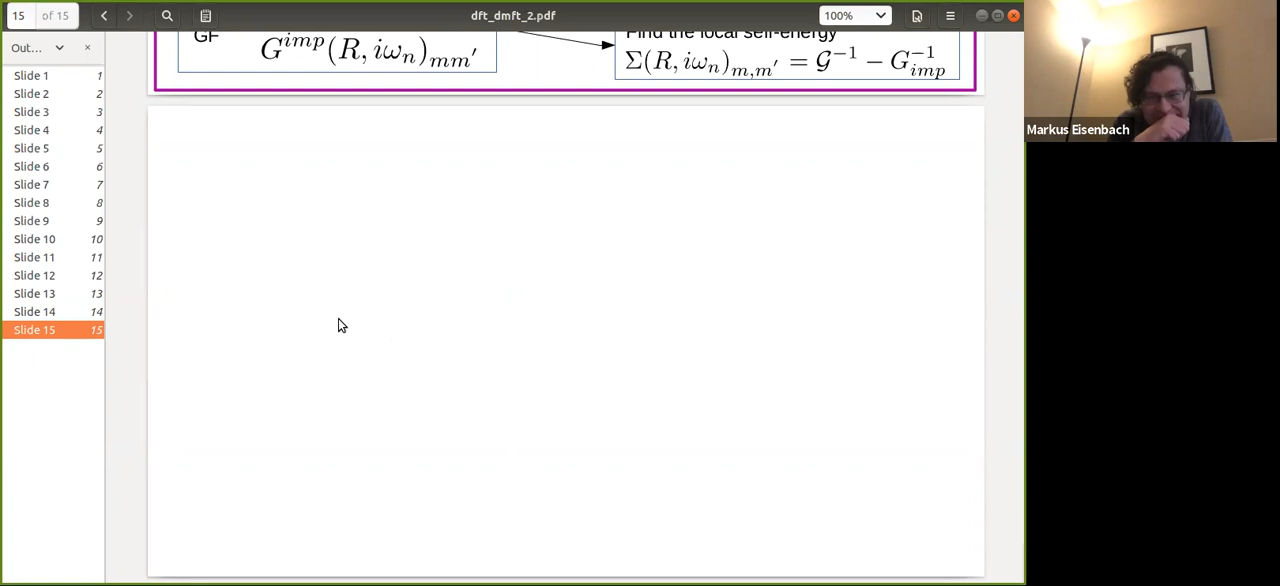 15 of 15
dft_dmft_2.pdf
100%
Out...
Slide 1 1
Slide 2 2
Slide 3 3
Slide 4 4
Slide 5 5
Slide 6 6
Slide 7 7
Slide 8 8
Slide 9 9
Slide 10 10
Slide 11 11
Slide 12 12
Slide 13 13
Slide 14 14
Slide 15 15
GF
G^{imp}(R, iω_n)_{mm'}
Find the local self-energy
Σ(R, iω_n)_{m,m'} = 𝒢^{-1} − G_{imp}^{-1}
Markus Eisenbach